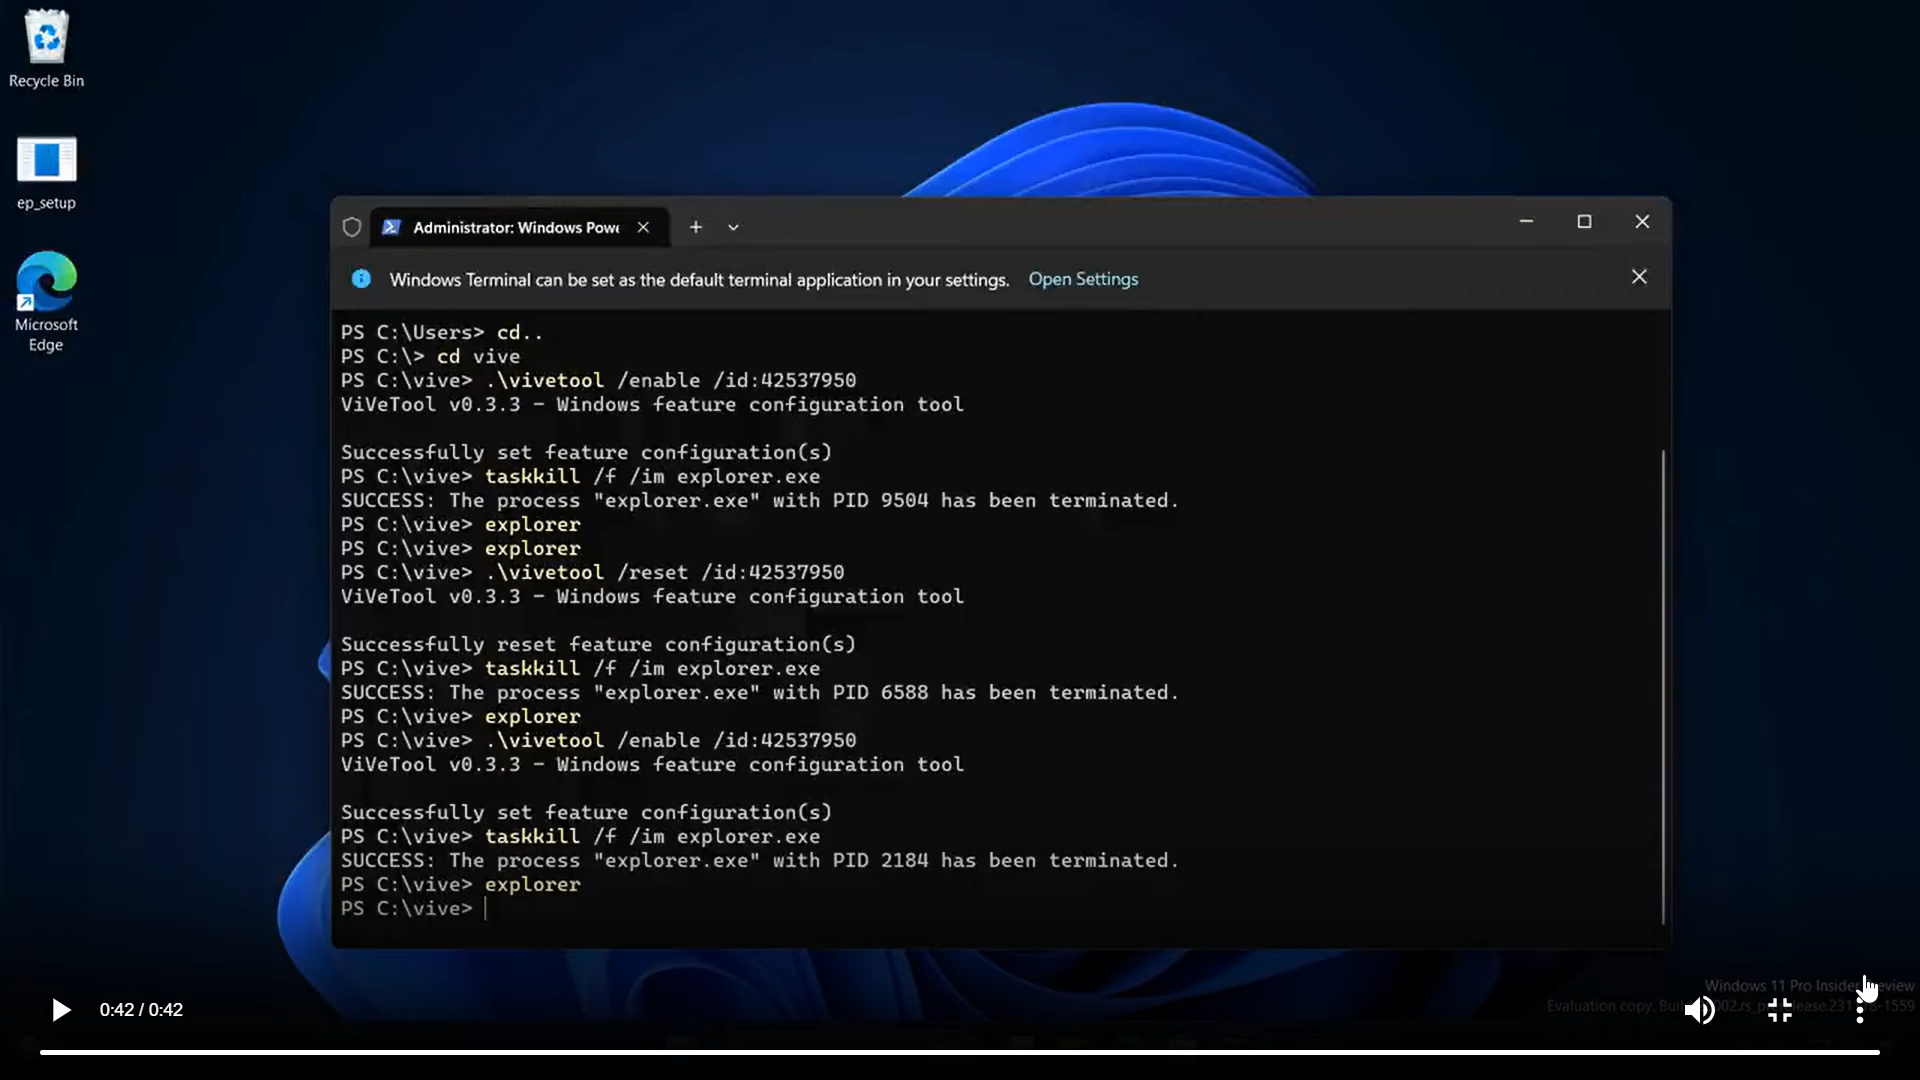 Recycle Bin
ep_setup
Microsoft
Edge
Administrator: Windows Powe
Windows Terminal can be set as the default terminal application in your settings. Open Settings
PS C:\Users> cd..
PS C:\> cd vive
PS C:\vive> .\vivetool /enable /id:42537950
ViVeTool v0.3.3 - Windows feature configuration tool
Successfully set feature configuration(s)
PS C:\vive> taskkill /f /im explorer.exe
SUCCESS: The process "explorer.exe" with PID 9504 has been terminated.
PS C:\vive> explorer
PS C:\vive> explorer
PS C:\vive> .\vivetool /reset /id:42537950
ViVeTool v0.3.3 - Windows feature configuration tool
Successfully reset feature configuration(s)
PS C:\vive> taskkill /f /im explorer.exe
SUCCESS: The process "explorer.exe" with PID 6588 has been terminated.
PS C:\vive> explorer
PS C:\vive> .\vivetool /enable /id:42537950
ViVeTool v0.3.3 - Windows feature configuration tool
Successfully set feature configuration(s)
PS C:\vive> taskkill /f /im explorer.exe
SUCCESS: The process "explorer.exe" with PID 2184 has been terminated.
PS C:\vive> explorer
PS C:\vive>
Windows 11 Pro Insider
Evaluation copy.
0:42 / 0:42